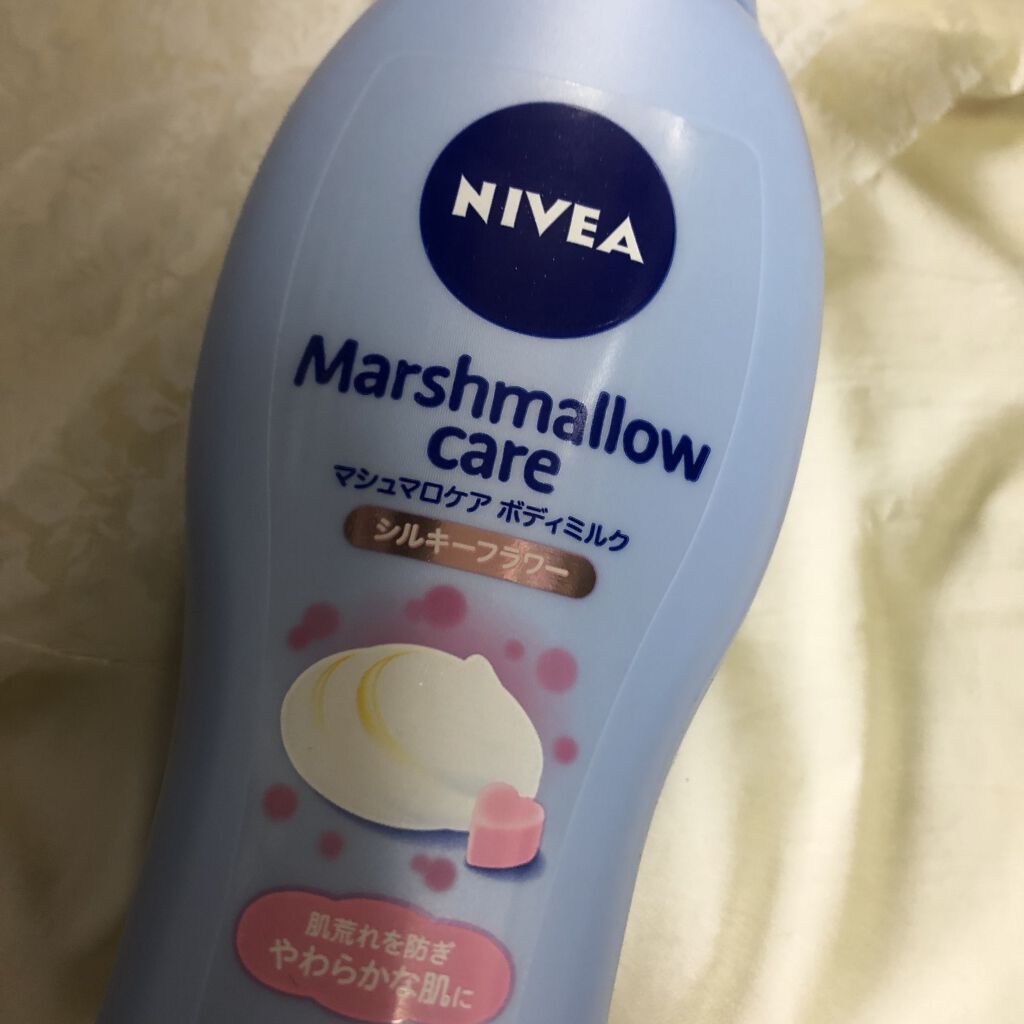 NIVEA
Marshmallow
care
マシュマロケア ボディミルク
シルキーフラワー
肌荒れを防ぎ
やわらかな肌に